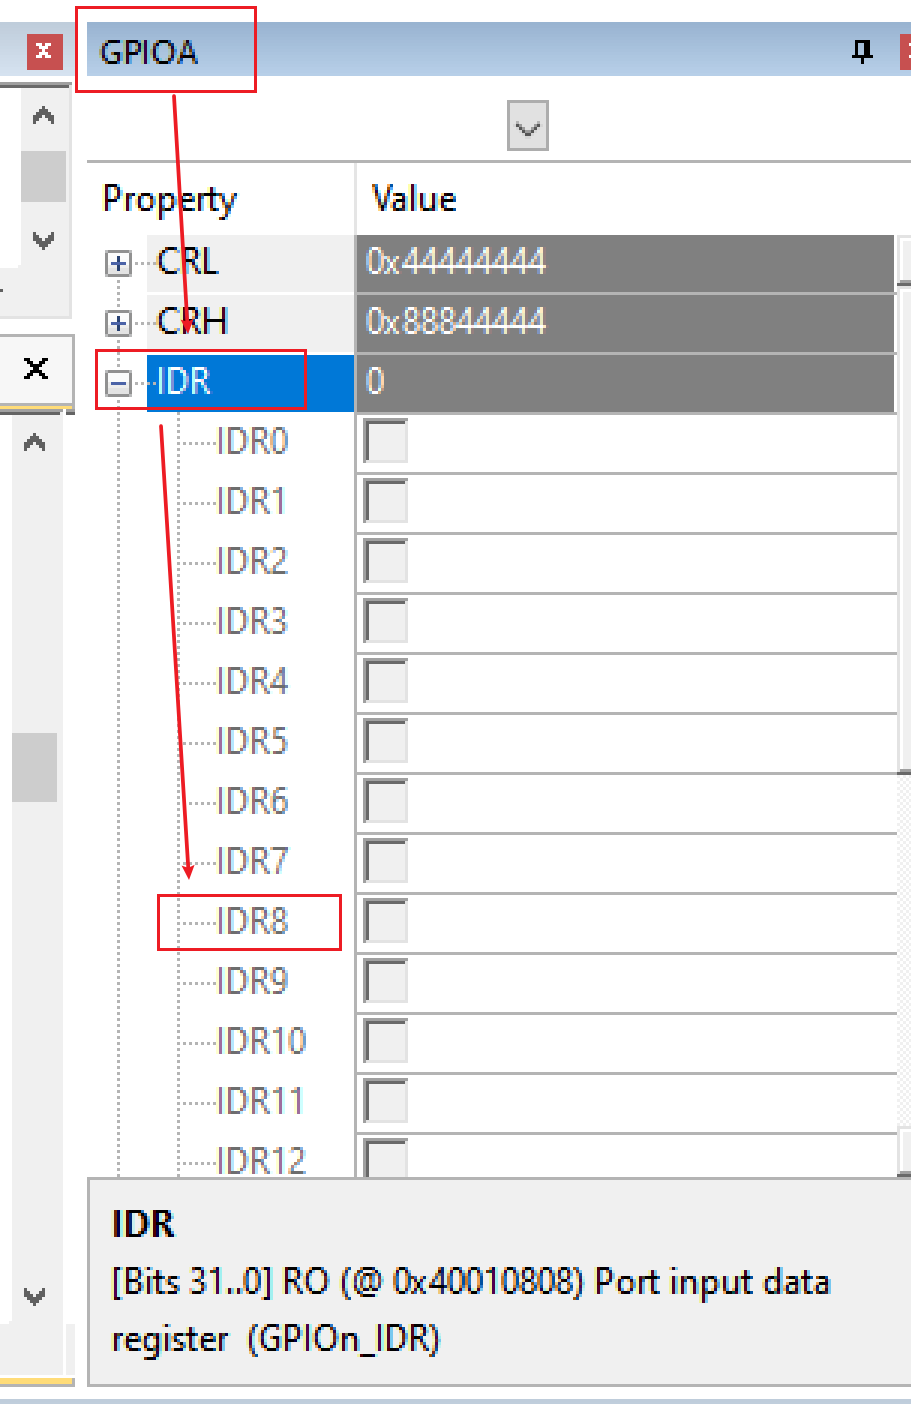 GPIOA
Property Value
CRL 0x44444444
CRH 0x88844444
IDR 0
IDR0
IDR1
IDR2
IDR3
IDR4
IDR5
IDR6
IDR7
IDR8
IDR9
IDR10
IDR11
IDR12
IDR
[Bits 31..0] RO (@ 0x40010808) Port input data
register (GPIOn_IDR)